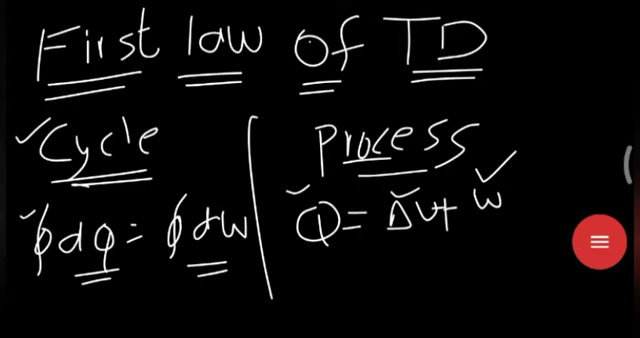 First law of TD
Cycle
Process
∮dQ = ∮dW
Q = ΔU + W